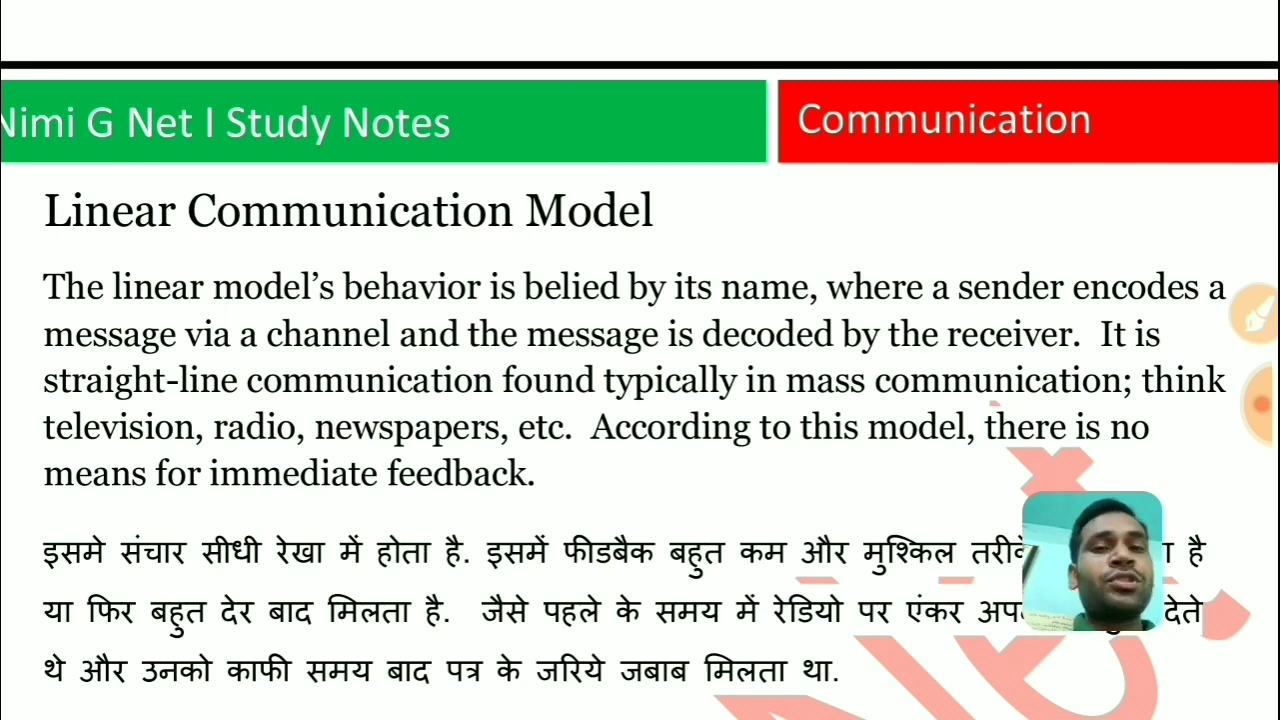 Nimi G Net I Study Notes
Communication
Linear Communication Model
The linear model’s behavior is belied by its name, where a sender encodes a
message via a channel and the message is decoded by the receiver.  It is
straight-line communication found typically in mass communication; think
television, radio, newspapers, etc.  According to this model, there is no
means for immediate feedback.
इसमे संचार सीधी रेखा में होता है. इसमें फीडबैक बहुत कम और मुश्किल है
या फिर बहुत देर बाद मिलता है.  जैसे पहले के समय में रेडियो पर एंकर देते
थे और उनको काफी समय बाद पत्र के जरिये जबाब मिलता था.